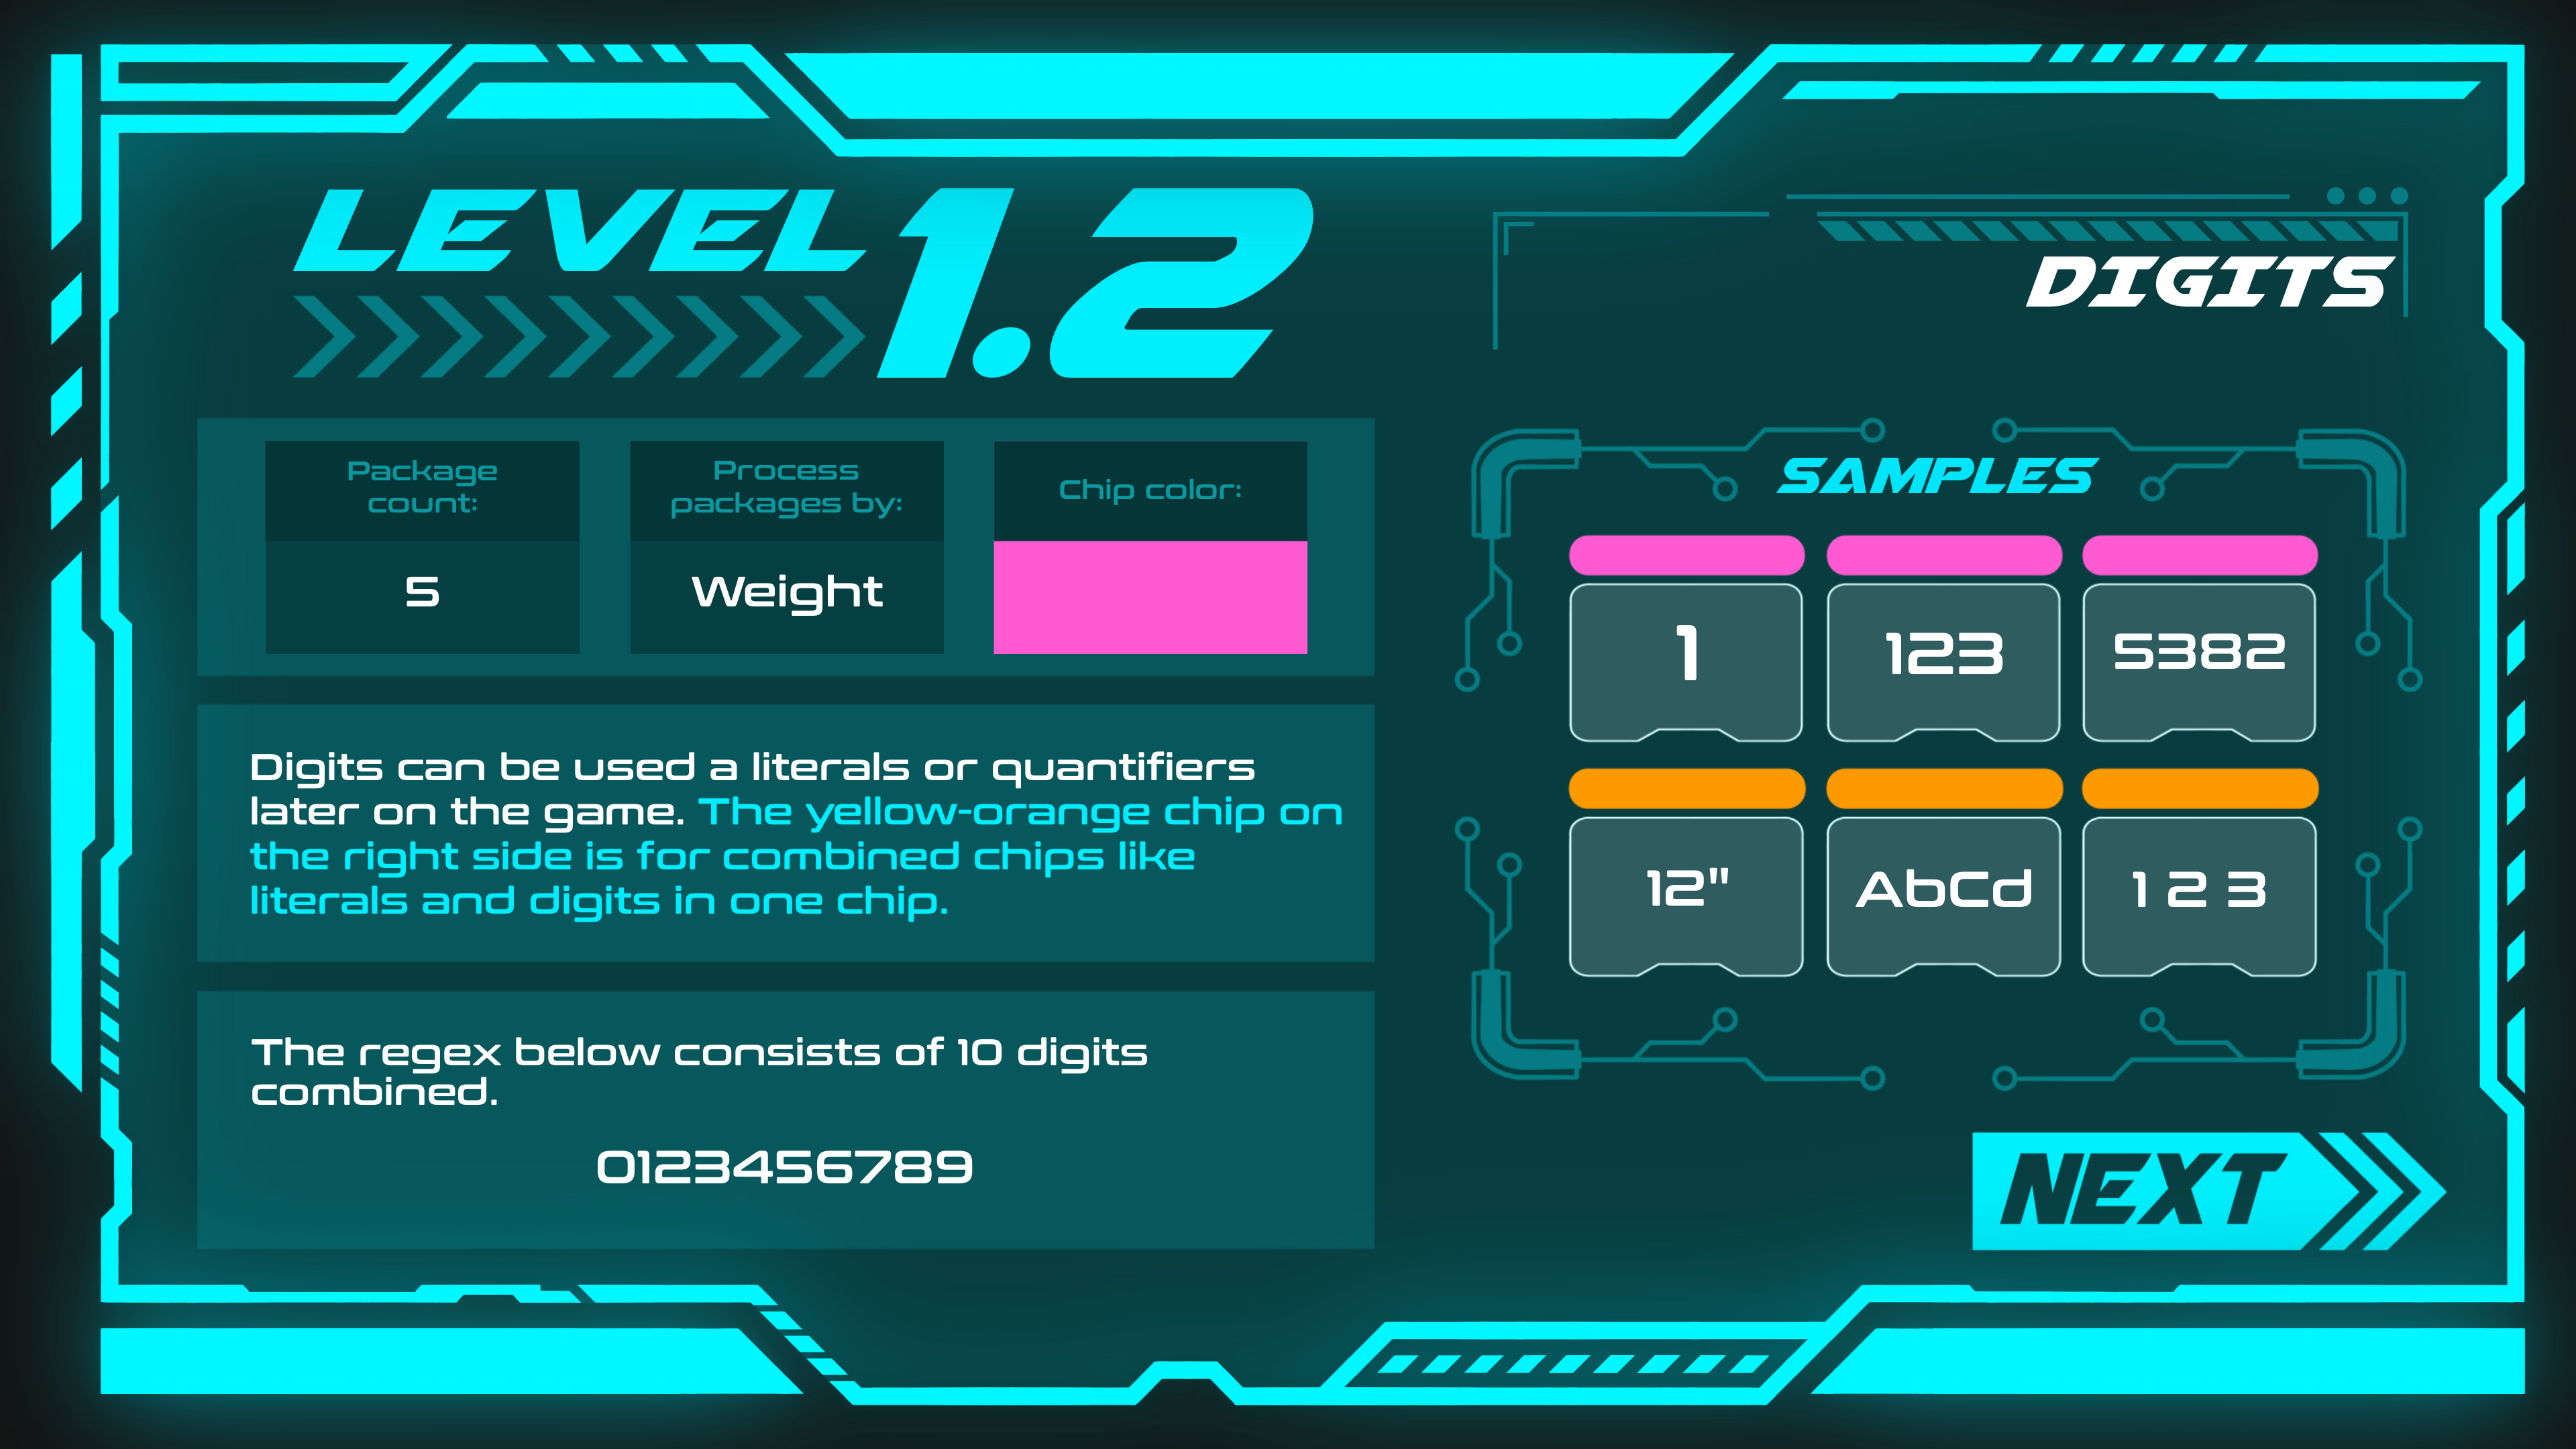 LEVEL 1.2
DIGITS
Package
count:
5
Process
packages by:
Weight
Chip color:
Digits can be used a literals or quantifiers
later on the game. The yellow-orange chip on
the right side is for combined chips like
literals and digits in one chip.
The regex below consists of 10 digits
combined.
0123456789
SAMPLES
1 123 5382
12" AbCd 1 2 3
NEXT